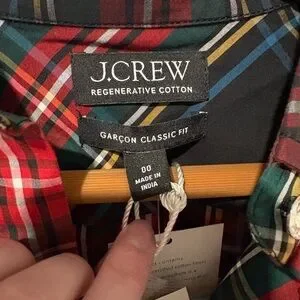 J.CREW
REGENERATIVE COTTON
GARÇON CLASSIC FIT
00
MADE IN
INDIA